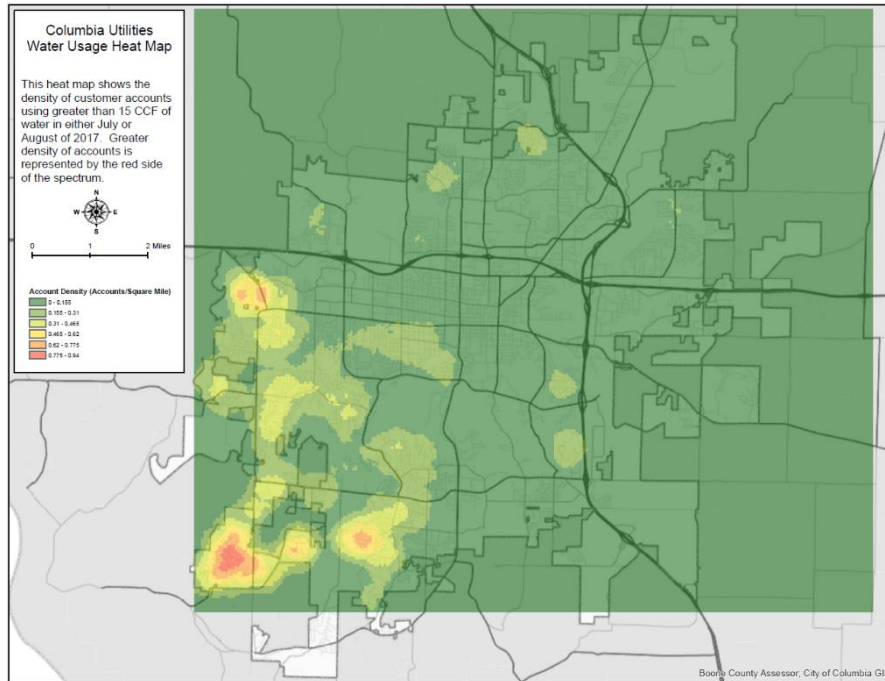 Columbia Utilities
Water Usage Heat Map
This heat map shows the
density of customer accounts
using greater than 15 CCF of
water in either July or
August of 2017. Greater
density of accounts is
represented by the red side
of the spectrum.
N
W E
S
0 1 2 Miles
Account Density (Accounts/Square Mile)
0 - 0.155
0.155 - 0.31
0.31 - 0.465
0.465 - 0.62
0.62 - 0.775
0.775 - 0.94
Boone County Assessor, City of Columbia GI